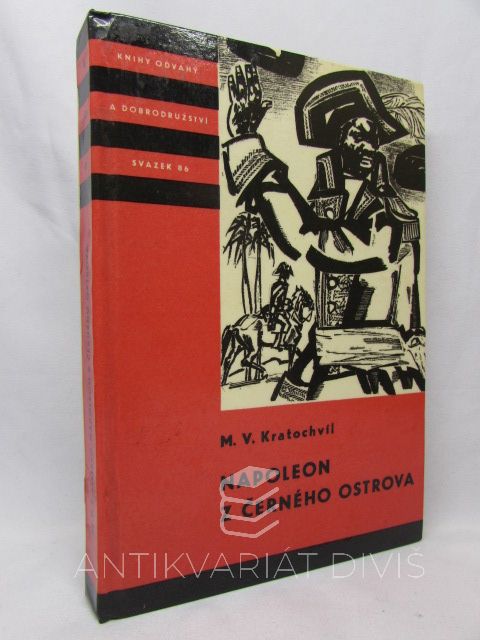 KNIHY ODVAHY
A DOBRODRUŽSTVÍ
SVAZEK 86
M. V. Kratochvíl
NAPOLEON
Z ČERNÉHO OSTROVA
ANTIKVARIÁT DIVIŠ